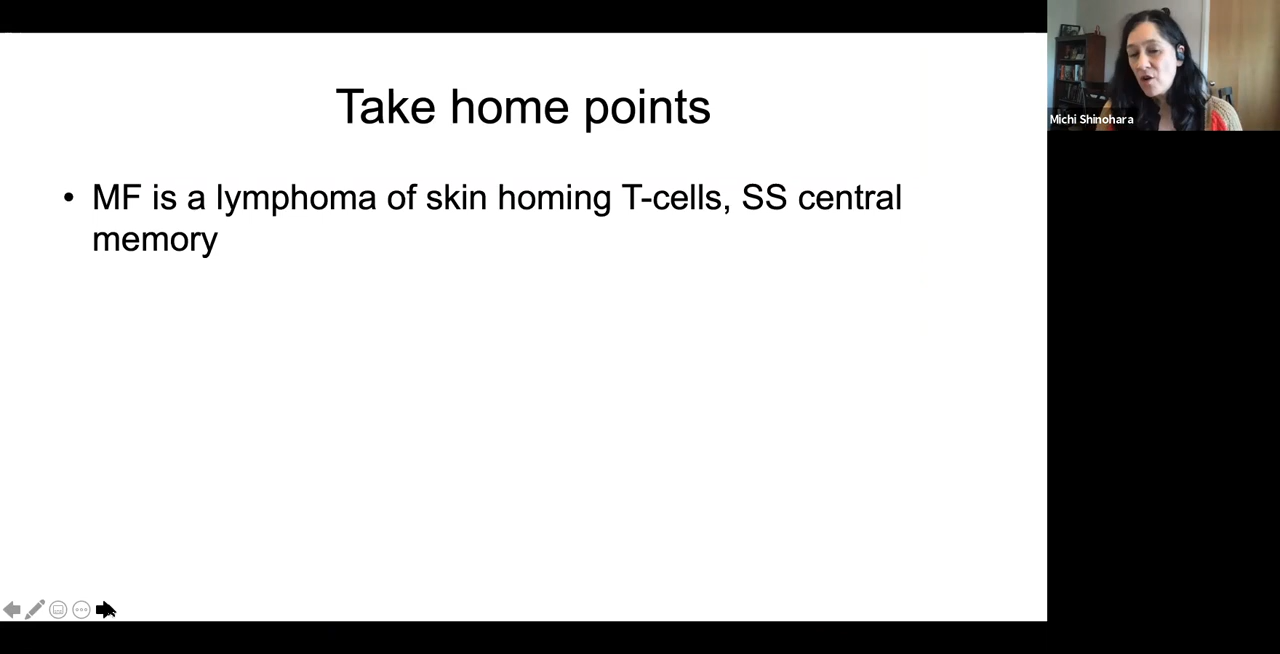 Take home points
• MF is a lymphoma of skin homing T-cells, SS central
memory
Michi Shinohara